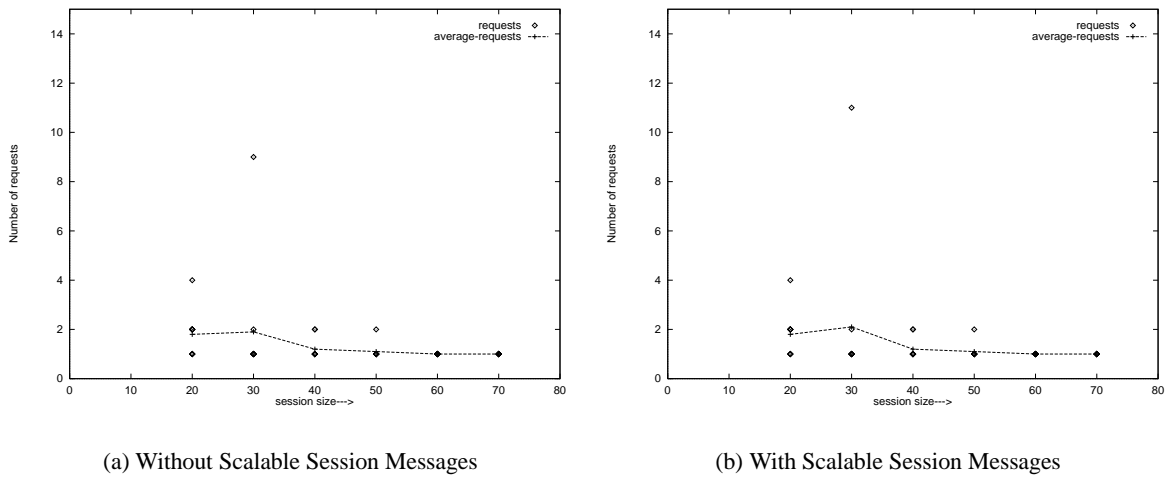 14
12
10
8
6
4
2
0
Number of requests
requests
average-requests
0 10 20 30 40 50 60 70 80
session size--->
(a) Without Scalable Session Messages
14
12
10
8
6
4
2
0
Number of requests
requests
average-requests
0 10 20 30 40 50 60 70 80
session size--->
(b) With Scalable Session Messages